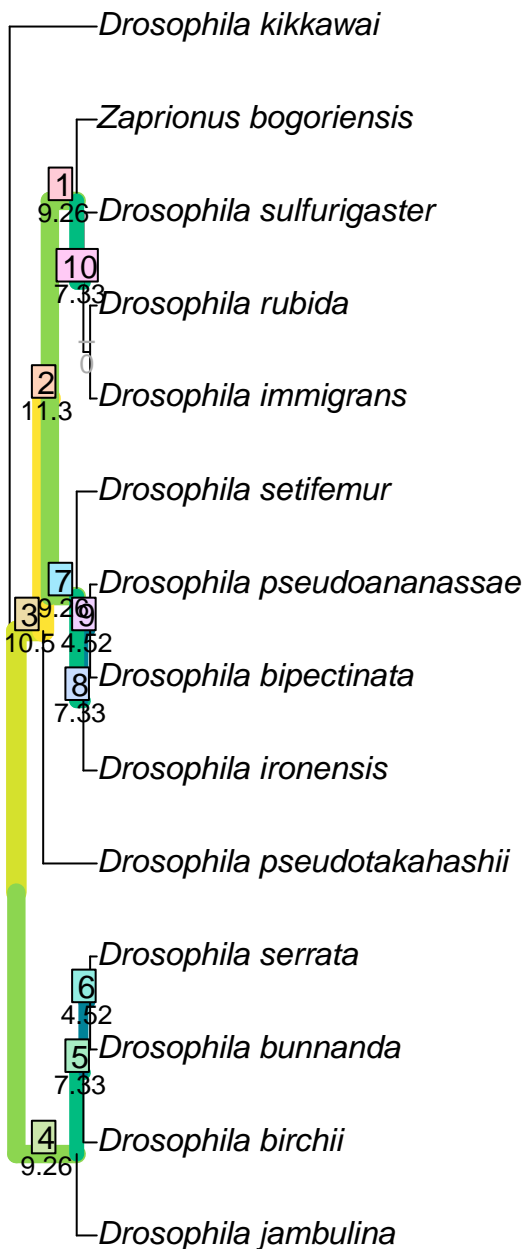 Drosophila kikkawai
Zaprionus bogoriensis
1
9.26
Drosophila sulfurigaster
10
7.33
Drosophila rubida
–
0
2
11.3
Drosophila immigrans
Drosophila setifemur
7
9.26
Drosophila pseudoananassae
3
10.5
9
4.52
Drosophila bipectinata
8
7.33
Drosophila ironensis
Drosophila pseudotakahashii
Drosophila serrata
6
4.52
Drosophila bunnanda
5
7.33
Drosophila birchii
4
9.26
Drosophila jambulina